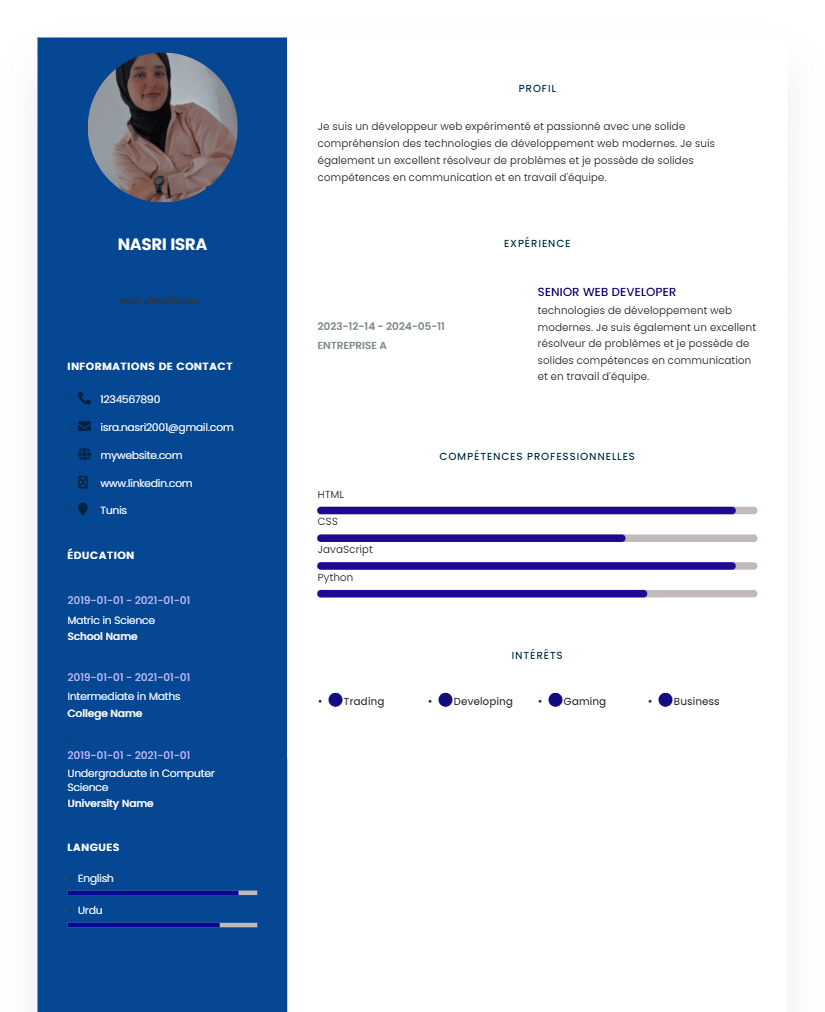 NASRI ISRA
web develloper
INFORMATIONS DE CONTACT
1234567890
isra.nasri2001@gmail.com
mywebsite.com
www.linkedin.com
Tunis
ÉDUCATION
2019-01-01 - 2021-01-01
Matric in Science
School Name
2019-01-01 - 2021-01-01
Intermediate in Maths
College Name
2019-01-01 - 2021-01-01
Undergraduate in Computer
Science
University Name
LANGUES
English
Urdu
PROFIL
Je suis un développeur web expérimenté et passionné avec une solide
compréhension des technologies de développement web modernes. Je suis
également un excellent résolveur de problèmes et je possède de solides
compétences en communication et en travail d'équipe.
EXPÉRIENCE
2023-12-14 - 2024-05-11
ENTREPRISE A
SENIOR WEB DEVELOPER
technologies de développement web
modernes. Je suis également un excellent
résolveur de problèmes et je possède de
solides compétences en communication
et en travail d'équipe.
COMPÉTENCES PROFESSIONNELLES
HTML
CSS
JavaScript
Python
INTÉRÊTS
• Trading • Developing • Gaming • Business